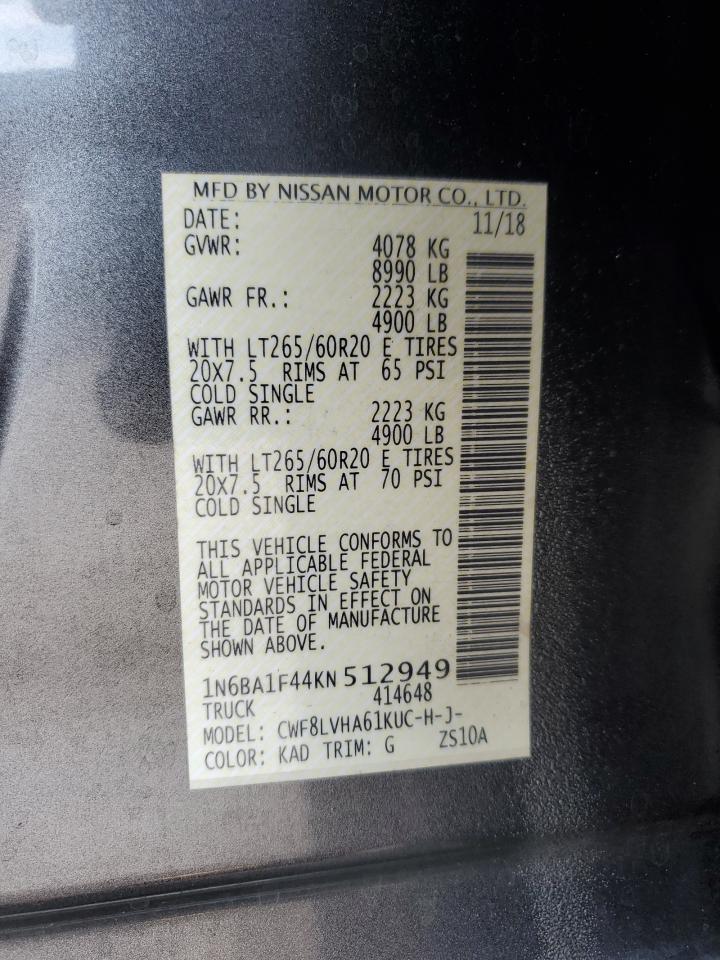 MFD BY NISSAN MOTOR CO., LTD.
DATE: 11/18
GVWR: 4078 KG
8990 LB
GAWR FR.: 2223 KG
4900 LB
WITH LT265/60R20 E TIRES
20X7.5 RIMS AT 65 PSI
COLD SINGLE
GAWR RR.: 2223 KG
4900 LB
WITH LT265/60R20 E TIRES
20X7.5 RIMS AT 70 PSI
COLD SINGLE
THIS VEHICLE CONFORMS TO
ALL APPLICABLE FEDERAL
MOTOR VEHICLE SAFETY
STANDARDS IN EFFECT ON
THE DATE OF MANUFACTURE
SHOWN ABOVE.
1N6BA1F44KN512949
TRUCK 414648
MODEL: CWF8LVHA61KUC-H-J-
COLOR: KAD TRIM: G ZS10A